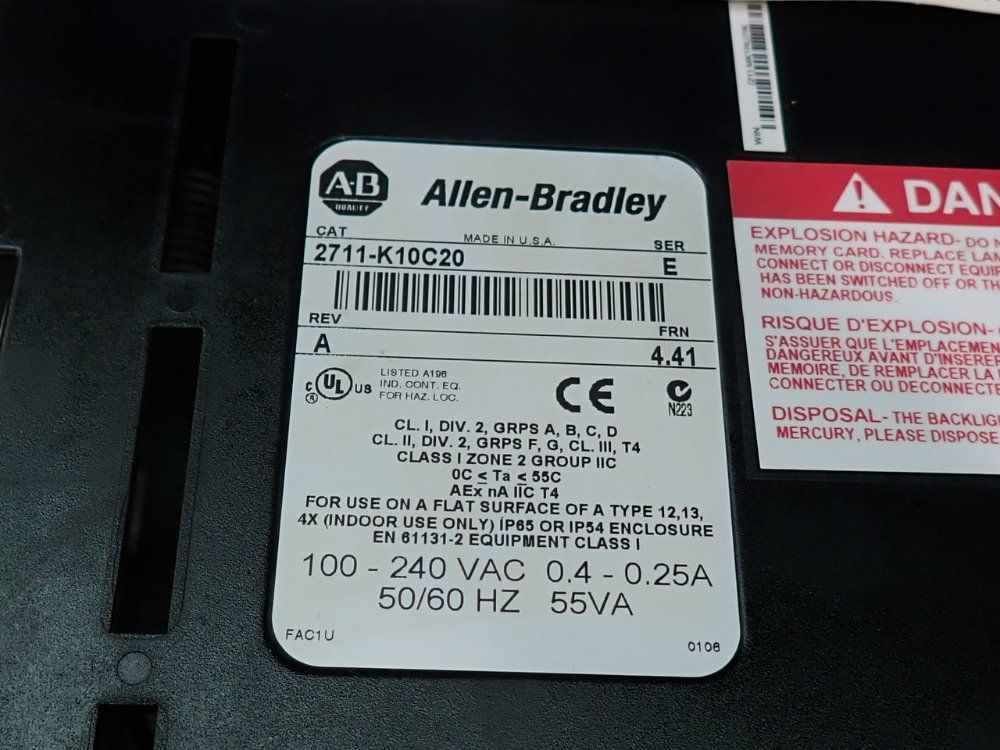 A·B
QUALITY
Allen-Bradley
CAT
MADE IN U.S.A.
SER
2711-K10C20
E
REV
FRN
A
4.41
C UL US
®
LISTED A196
IND. CONT. EQ.
FOR HAZ. LOC.
CE
N223
CL. I, DIV. 2, GRPS A, B, C, D
CL. II, DIV. 2, GRPS F, G, CL. III, T4
CLASS I ZONE 2 GROUP IIC
0C ≤ Ta ≤ 55C
AEx nA IIC T4
FOR USE ON A FLAT SURFACE OF A TYPE 12,13,
4X (INDOOR USE ONLY) IP65 OR IP54 ENCLOSURE
EN 61131-2 EQUIPMENT CLASS I
100 - 240 VAC 0.4 - 0.25A
50/60 HZ 55VA
FAC1U
0106
WIN
DAN
EXPLOSION HAZARD- DO N
MEMORY CARD. REPLACE LAM
CONNECT OR DISCONNECT EQUIP
HAS BEEN SWITCHED OFF OR TH
NON-HAZARDOUS.
RISQUE D'EXPLOSION-
S'ASSUER QUE L'EMPLACEMEN
DANGEREUX AVANT D'INSERE
MEMOIRE, DE REMPLACER LA
CONNECTER OU DECONNECTE
DISPOSAL- THE BACKLIG
MERCURY, PLEASE DISPOSE